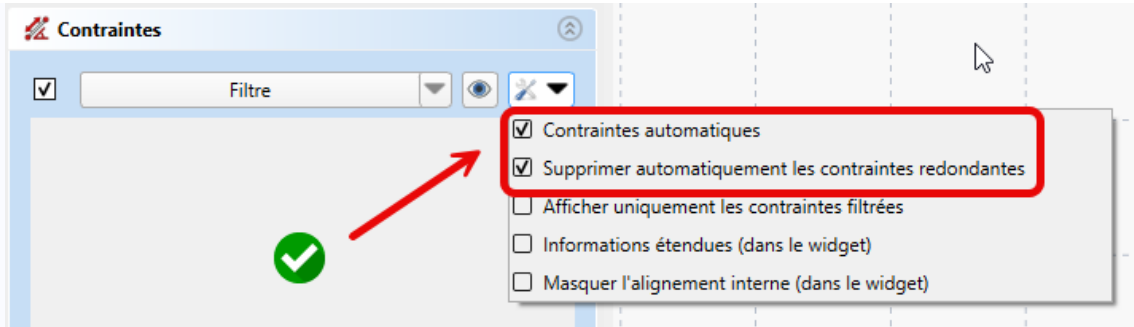 Contraintes
Filtre
Contraintes automatiques
Supprimer automatiquement les contraintes redondantes
Afficher uniquement les contraintes filtrées
Informations étendues (dans le widget)
Masquer l'alignement interne (dans le widget)